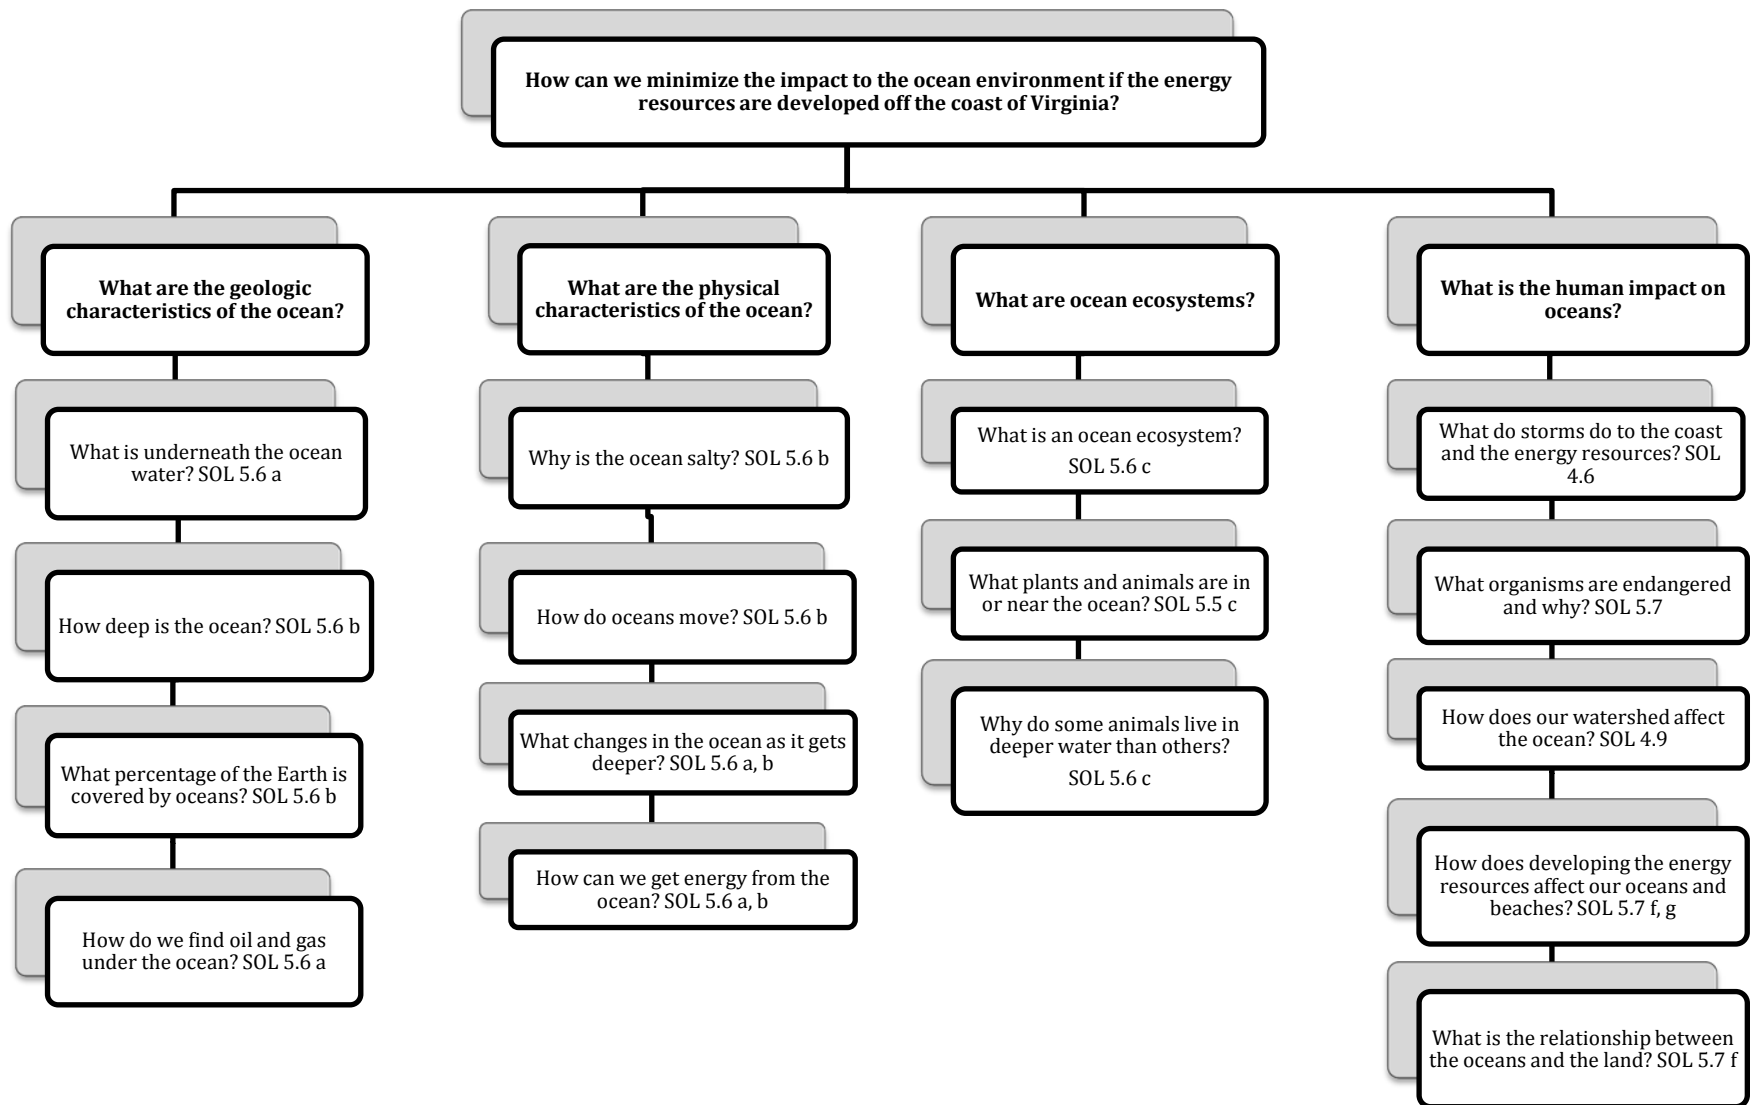 How can we minimize the impact to the ocean environment if the energy
resources are developed off the coast of Virginia?
What are the geologic
characteristics of the ocean?
What is underneath the ocean
water? SOL 5.6 a
How deep is the ocean? SOL 5.6 b
What percentage of the Earth is
covered by oceans? SOL 5.6 b
How do we find oil and gas
under the ocean? SOL 5.6 a
What are the physical
characteristics of the ocean?
Why is the ocean salty? SOL 5.6 b
How do oceans move? SOL 5.6 b
What changes in the ocean as it gets
deeper? SOL 5.6 a, b
How can we get energy from the
ocean? SOL 5.6 a, b
What are ocean ecosystems?
What is an ocean ecosystem?
SOL 5.6 c
What plants and animals are in
or near the ocean? SOL 5.5 c
Why do some animals live in
deeper water than others?
SOL 5.6 c
What is the human impact on
oceans?
What do storms do to the coast
and the energy resources? SOL
4.6
What organisms are endangered
and why? SOL 5.7
How does our watershed affect
the ocean? SOL 4.9
How does developing the energy
resources affect our oceans and
beaches? SOL 5.7 f, g
What is the relationship between
the oceans and the land? SOL 5.7 f